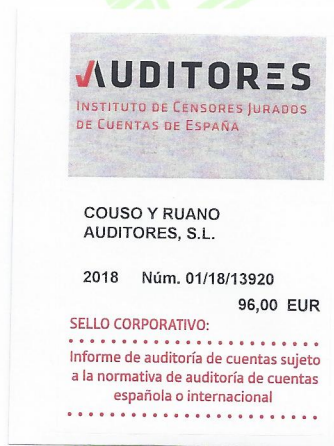 AUDITORES
INSTITUTO DE CENSORES JURADOS
DE CUENTAS DE ESPAÑA
COUSO Y RUANO
AUDITORES, S.L.
2018 Núm. 01/18/13920
96,00 EUR
SELLO CORPORATIVO:
Informe de auditoría de cuentas sujeto
a la normativa de auditoría de cuentas
española o internacional